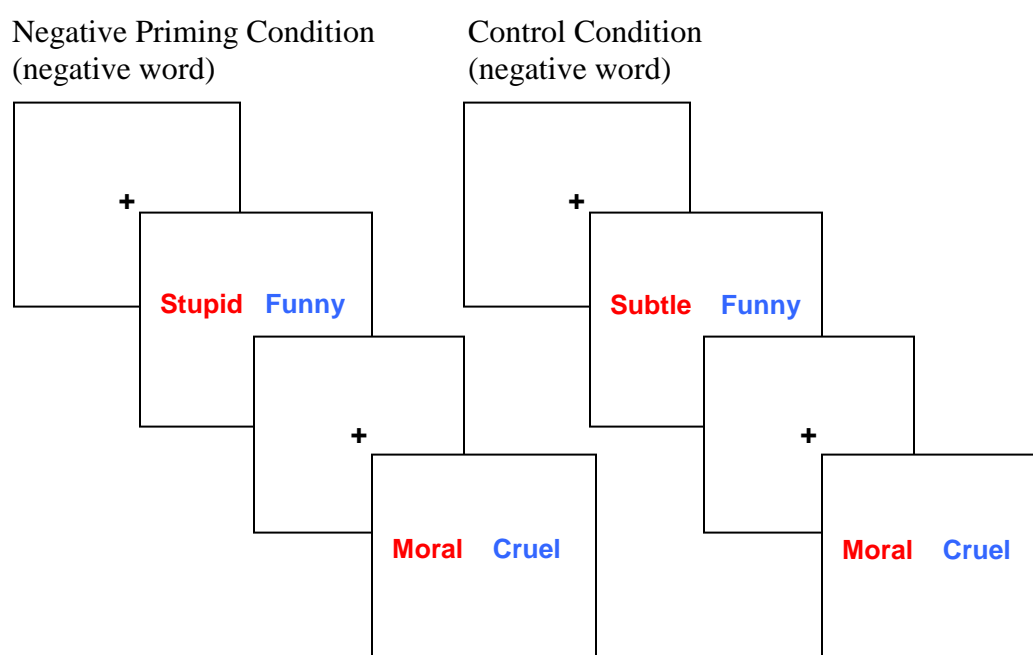 Negative Priming Condition
(negative word)
+
Stupid Funny
+
Moral Cruel
Control Condition
(negative word)
+
Subtle Funny
+
Moral Cruel